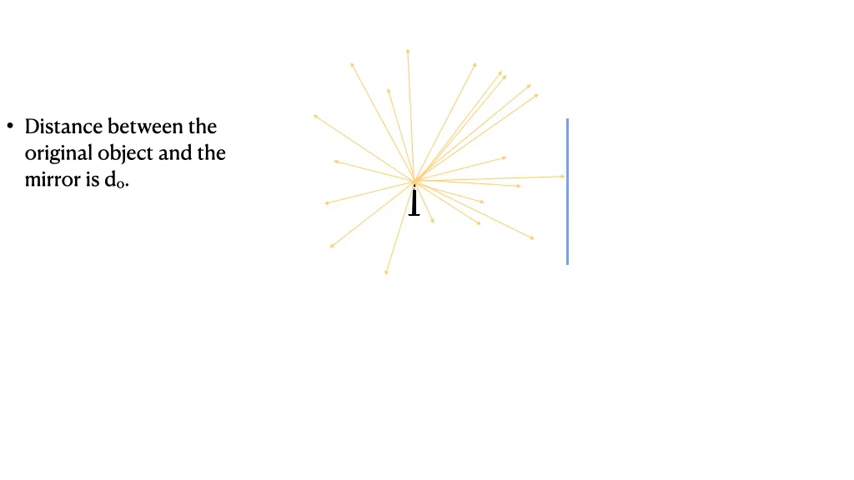 • Distance between the
original object and the
mirror is dₒ.